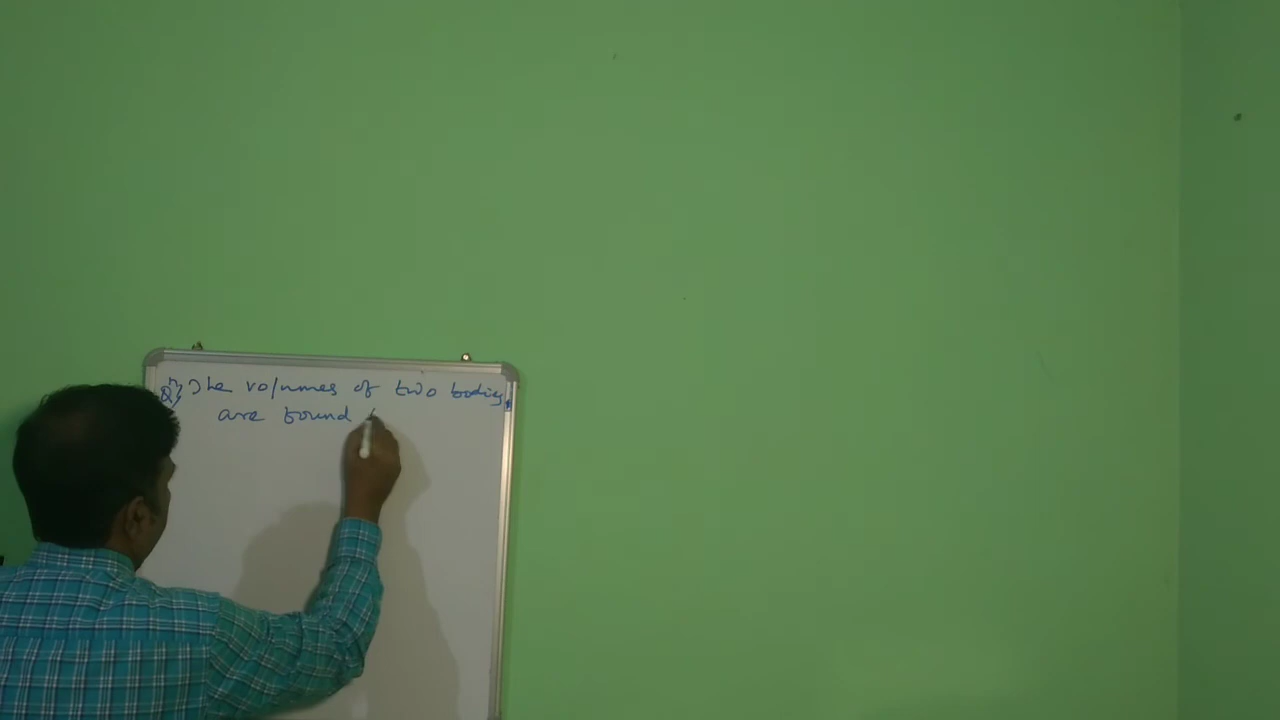 Q) The volumes of two bodies
are found